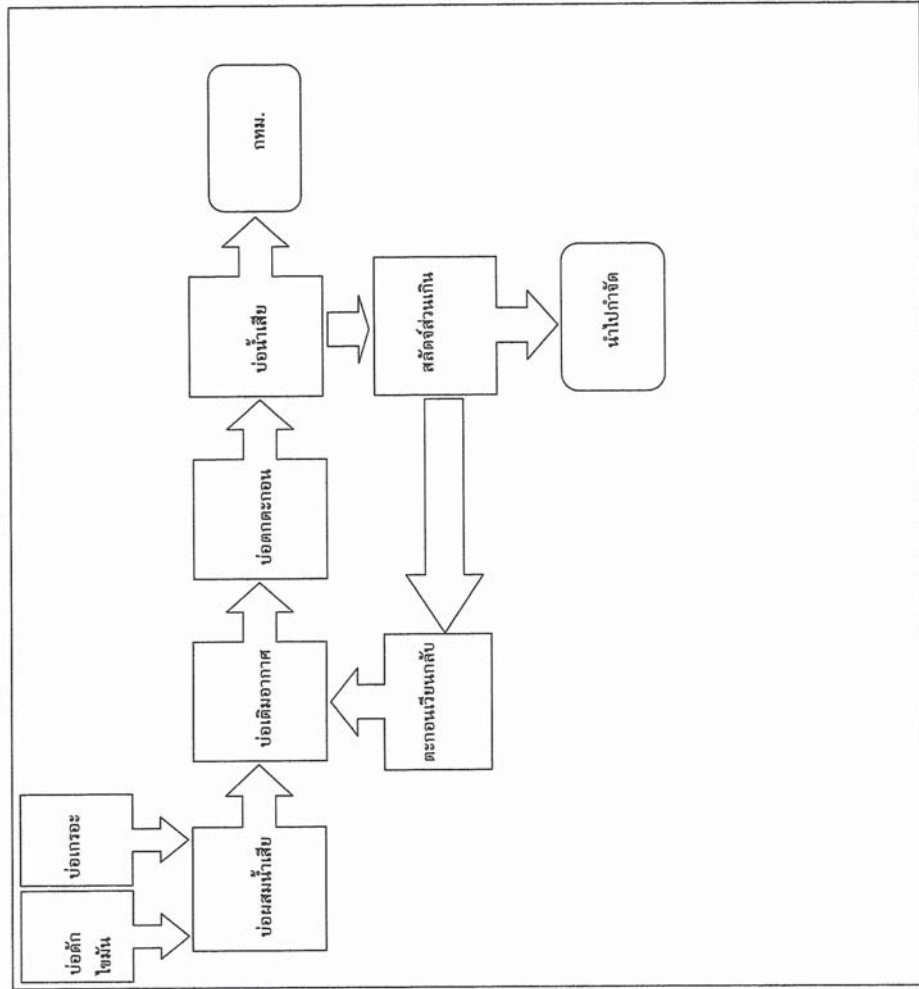 บ่อดัก
ไขมัน
บ่อเกรอะ
บ่อผสมน้ำเสีย
บ่อเติมอากาศ
บ่อตกตะกอน
บ่อน้ำเสีย
กทม.
ตะกอนเวียนกลับ
สลัดจ์ส่วนเกิน
นำไปกำจัด